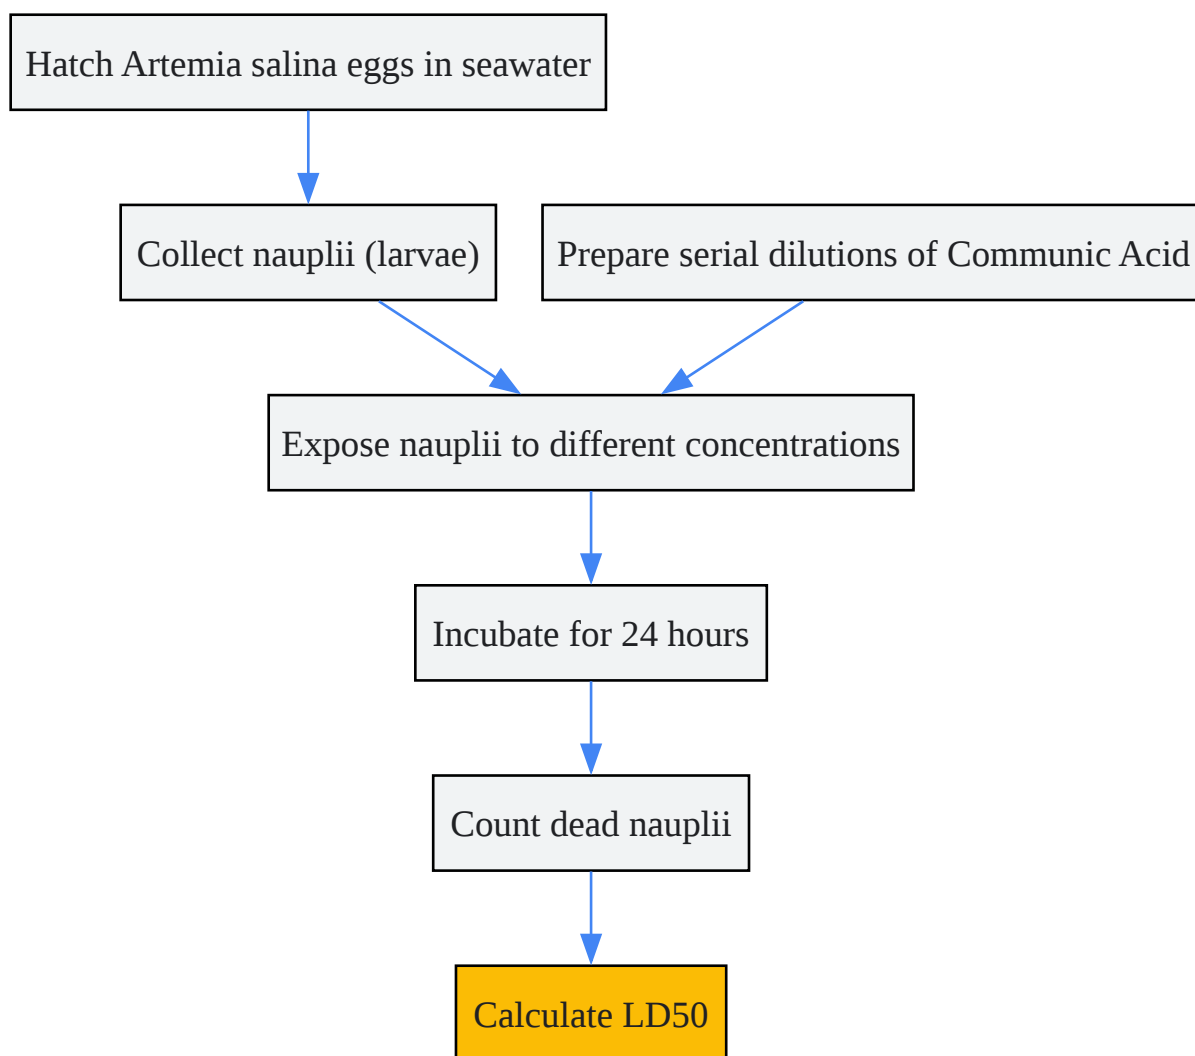 Hatch Artemia salina eggs in seawater
Collect nauplii (larvae)
Prepare serial dilutions of Communic Acid
Expose nauplii to different concentrations
Incubate for 24 hours
Count dead nauplii
Calculate LD50